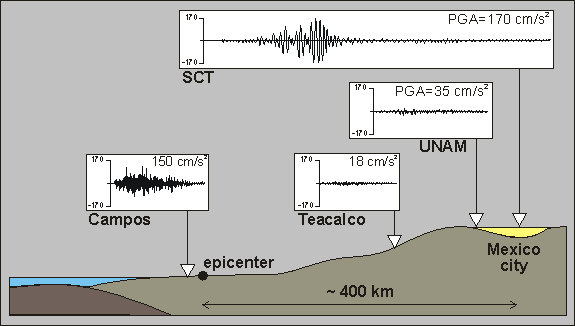 170
-170
PGA=170 cm/s²
SCT
170
-170
PGA=35 cm/s²
UNAM
170
-170
150 cm/s²
Campos
170
-170
18 cm/s²
Teacalco
epicenter
Mexico
city
~ 400 km